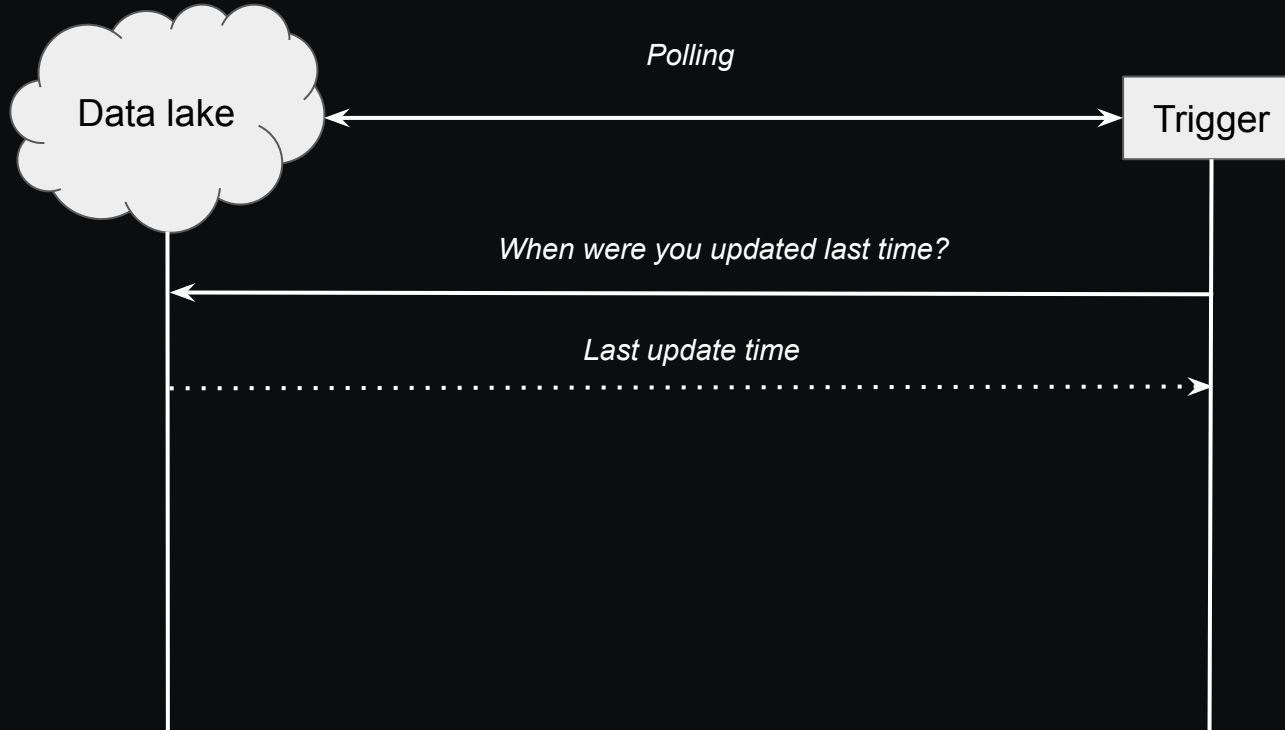 Polling
Data lake
Trigger
When were you updated last time?
Last update time